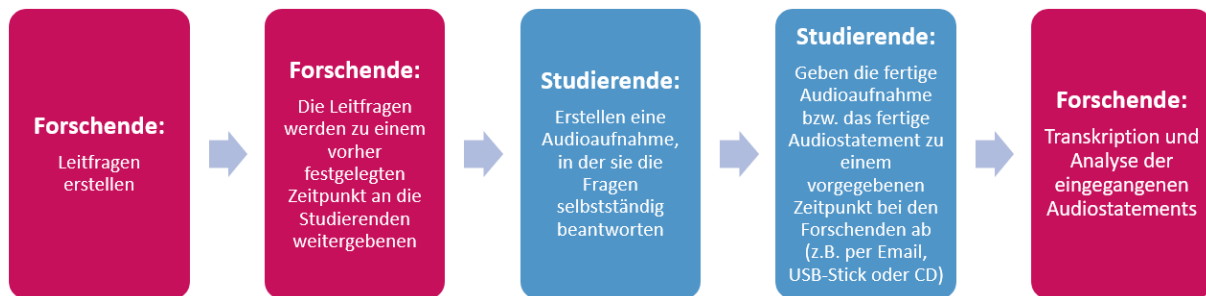 Forschende:
Leitfragen
erstellen
Forschende:
Die Leitfragen
werden zu einem
vorher
festgelegten
Zeitpunkt an die
Studierenden
weitergebenen
Studierende:
Erstellen eine
Audioaufnahme,
in der sie die
Fragen
selbstständig
beantworten
Studierende:
Geben die fertige
Audioaufnahme
bzw. das fertige
Audiostatement zu
einem
vorgegebenen
Zeitpunkt bei den
Forschenden ab
(z.B. per Email,
USB-Stick oder CD)
Forschende:
Transkription und
Analyse der
eingegangenen
Audiostatements